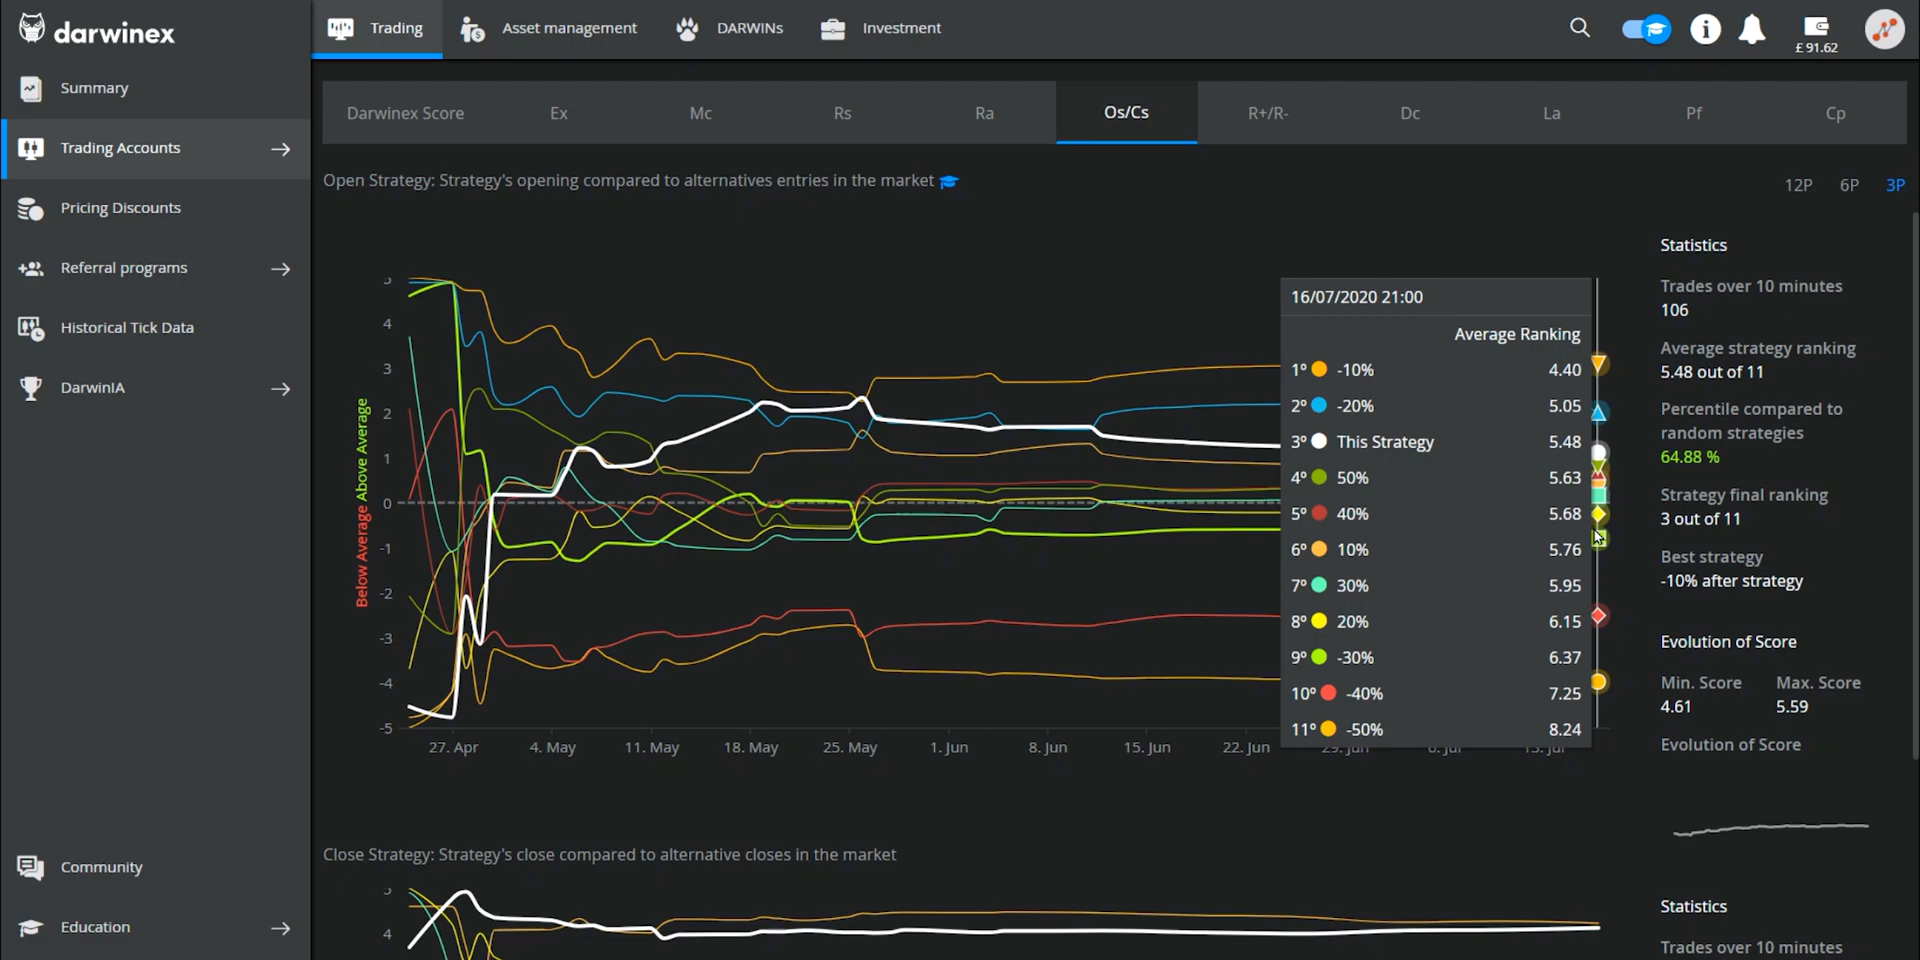 darwinex
Trading
Asset management
DARWINs
Investment
£ 91.62
Summary
Trading Accounts
Pricing Discounts
Referral programs
Historical Tick Data
DarwinIA
Community
Education
Darwinex Score Ex Mc Rs Ra Os/Cs R+/R- Dc La Pf Cp
Open Strategy: Strategy's opening compared to alternatives entries in the market
12P 6P 3P
Below Average Above Average
5
4
3
2
1
0
-1
-2
-3
-4
-5
27. Apr 4. May 11. May 18. May 25. May 1. Jun 8. Jun 15. Jun 22. Jun 29. Jun 6. Jul 13. Jul
16/07/2020 21:00
Average Ranking
1º -10% 4.40
2º -20% 5.05
3º This Strategy 5.48
4º 50% 5.63
5º 40% 5.68
6º 10% 5.76
7º 30% 5.95
8º 20% 6.15
9º -30% 6.37
10º -40% 7.25
11º -50% 8.24
Statistics
Trades over 10 minutes
106
Average strategy ranking
5.48 out of 11
Percentile compared to
random strategies
64.88 %
Strategy final ranking
3 out of 11
Best strategy
-10% after strategy
Evolution of Score
Min. Score Max. Score
4.61 5.59
Evolution of Score
Close Strategy: Strategy's close compared to alternative closes in the market
5
4
Statistics
Trades over 10 minutes